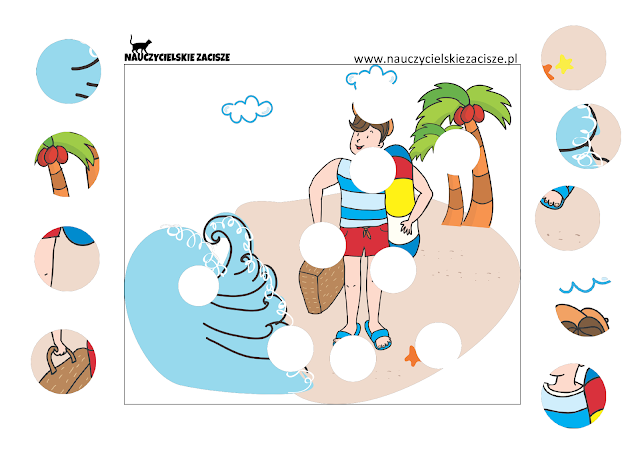 NAUCZYCIELSKIE ZACISZE
www.nauczycielskiezacisze.pl